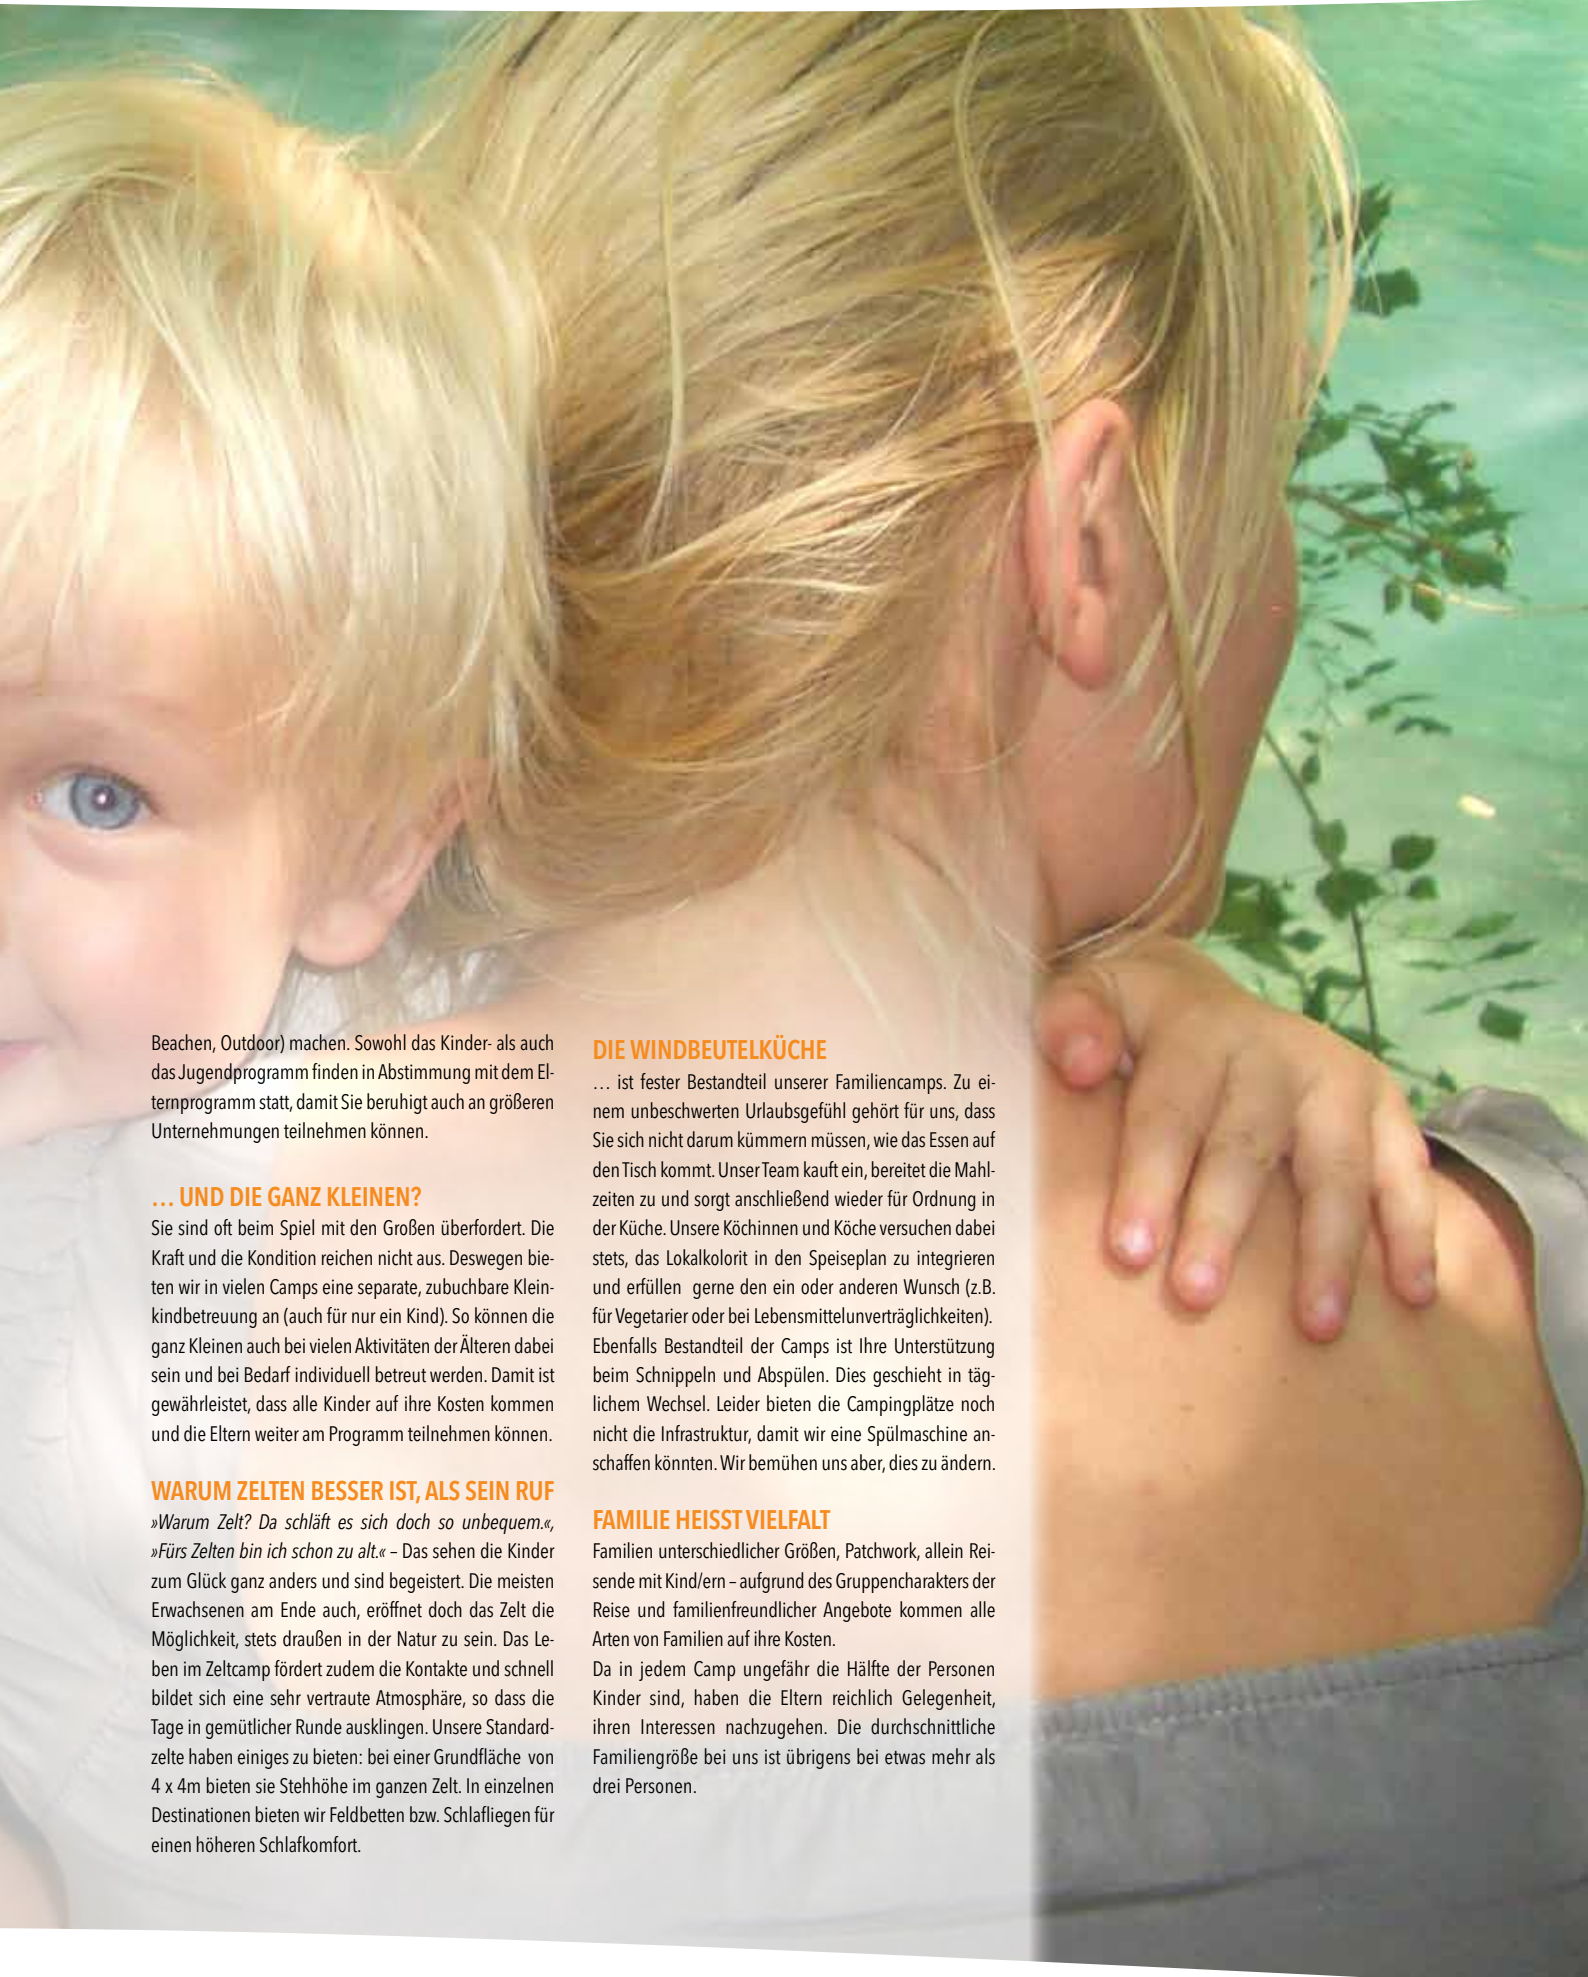 Beachen, Outdoor) machen. Sowohl das Kinder- als auch
das Jugendprogramm finden in Abstimmung mit dem El-
ternprogramm statt, damit Sie beruhigt auch an größeren
Unternehmungen teilnehmen können.
… UND DIE GANZ KLEINEN?
Sie sind oft beim Spiel mit den Großen überfordert. Die
Kraft und die Kondition reichen nicht aus. Deswegen bie-
ten wir in vielen Camps eine separate, zubuchbare Klein-
kindbetreuung an (auch für nur ein Kind). So können die
ganz Kleinen auch bei vielen Aktivitäten der Älteren dabei
sein und bei Bedarf individuell betreut werden. Damit ist
gewährleistet, dass alle Kinder auf ihre Kosten kommen
und die Eltern weiter am Programm teilnehmen können.
WARUM ZELTEN BESSER IST, ALS SEIN RUF
»Warum Zelt? Da schläft es sich doch so unbequem.«,
»Fürs Zelten bin ich schon zu alt.« – Das sehen die Kinder
zum Glück ganz anders und sind begeistert. Die meisten
Erwachsenen am Ende auch, eröffnet doch das Zelt die
Möglichkeit, stets draußen in der Natur zu sein. Das Le-
ben im Zeltcamp fördert zudem die Kontakte und schnell
bildet sich eine sehr vertraute Atmosphäre, so dass die
Tage in gemütlicher Runde ausklingen. Unsere Standard-
zelte haben einiges zu bieten: bei einer Grundfläche von
4 x 4m bieten sie Stehhöhe im ganzen Zelt. In einzelnen
Destinationen bieten wir Feldbetten bzw. Schlafliegen für
einen höheren Schlafkomfort.
DIE WINDBEUTELKÜCHE
… ist fester Bestandteil unserer Familiencamps. Zu ei-
nem unbeschwerten Urlaubsgefühl gehört für uns, dass
Sie sich nicht darum kümmern müssen, wie das Essen auf
den Tisch kommt. Unser Team kauft ein, bereitet die Mahl-
zeiten zu und sorgt anschließend wieder für Ordnung in
der Küche. Unsere Köchinnen und Köche versuchen dabei
stets, das Lokalkolorit in den Speiseplan zu integrieren
und erfüllen gerne den ein oder anderen Wunsch (z.B.
für Vegetarier oder bei Lebensmittelunverträglichkeiten).
Ebenfalls Bestandteil der Camps ist Ihre Unterstützung
beim Schnippeln und Abspülen. Dies geschieht in täg-
lichem Wechsel. Leider bieten die Campingplätze noch
nicht die Infrastruktur, damit wir eine Spülmaschine an-
schaffen könnten. Wir bemühen uns aber, dies zu ändern.
FAMILIE HEISST VIELFALT
Familien unterschiedlicher Größen, Patchwork, allein Rei-
sende mit Kind/ern – aufgrund des Gruppencharakters der
Reise und familienfreundlicher Angebote kommen alle
Arten von Familien auf ihre Kosten.
Da in jedem Camp ungefähr die Hälfte der Personen
Kinder sind, haben die Eltern reichlich Gelegenheit,
ihren Interessen nachzugehen. Die durchschnittliche
Familiengröße bei uns ist übrigens bei etwas mehr als
drei Personen.